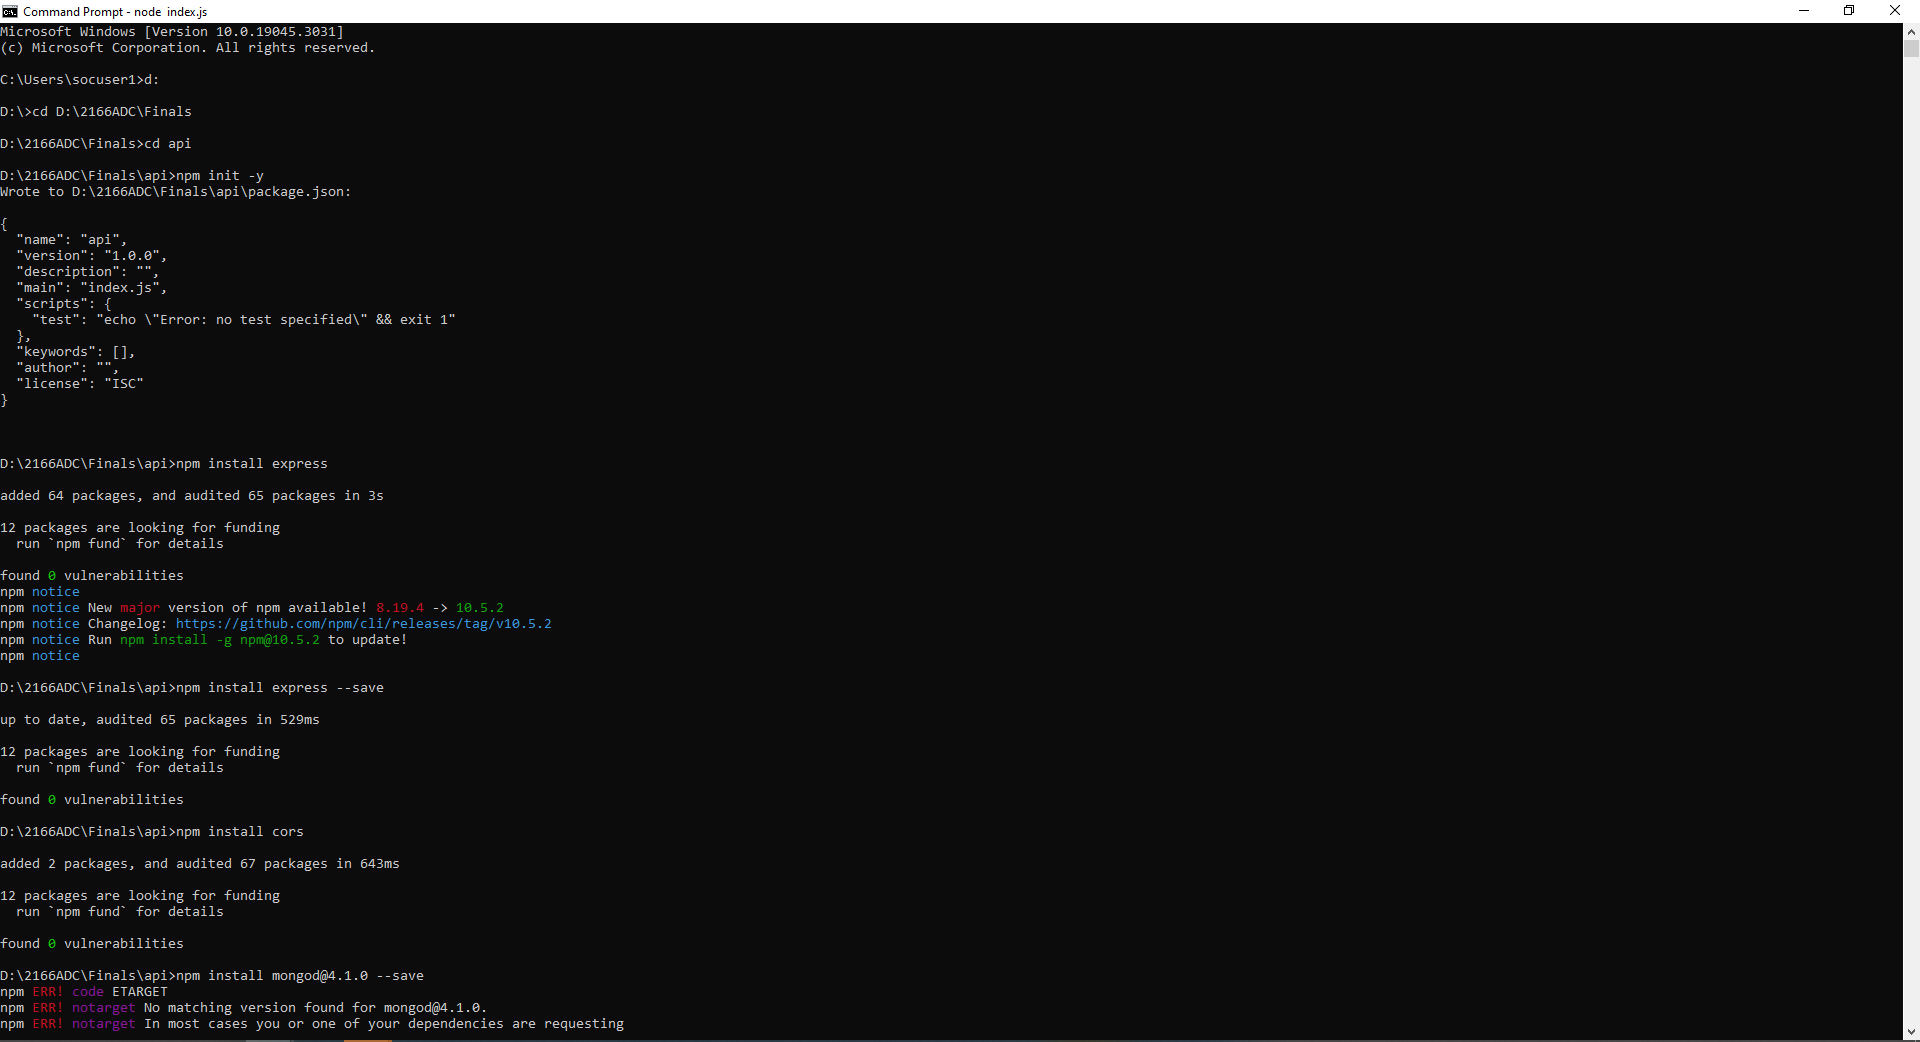 Command Prompt - node  index.js
Microsoft Windows [Version 10.0.19045.3031]
(c) Microsoft Corporation. All rights reserved.
C:\Users\socuser1>d:
D:\>cd D:\2166ADC\Finals
D:\2166ADC\Finals>cd api
D:\2166ADC\Finals\api>npm init -y
Wrote to D:\2166ADC\Finals\api\package.json:
{
  "name": "api",
  "version": "1.0.0",
  "description": "",
  "main": "index.js",
  "scripts": {
    "test": "echo \"Error: no test specified\" && exit 1"
  },
  "keywords": [],
  "author": "",
  "license": "ISC"
}
D:\2166ADC\Finals\api>npm install express
added 64 packages, and audited 65 packages in 3s
12 packages are looking for funding
  run `npm fund` for details
found 0 vulnerabilities
npm notice
npm notice New major version of npm available! 8.19.4 -> 10.5.2
npm notice Changelog: https://github.com/npm/cli/releases/tag/v10.5.2
npm notice Run npm install -g npm@10.5.2 to update!
npm notice
D:\2166ADC\Finals\api>npm install express --save
up to date, audited 65 packages in 529ms
12 packages are looking for funding
  run `npm fund` for details
found 0 vulnerabilities
D:\2166ADC\Finals\api>npm install cors
added 2 packages, and audited 67 packages in 643ms
12 packages are looking for funding
  run `npm fund` for details
found 0 vulnerabilities
D:\2166ADC\Finals\api>npm install mongod@4.1.0 --save
npm ERR! code ETARGET
npm ERR! notarget No matching version found for mongod@4.1.0.
npm ERR! notarget In most cases you or one of your dependencies are requesting